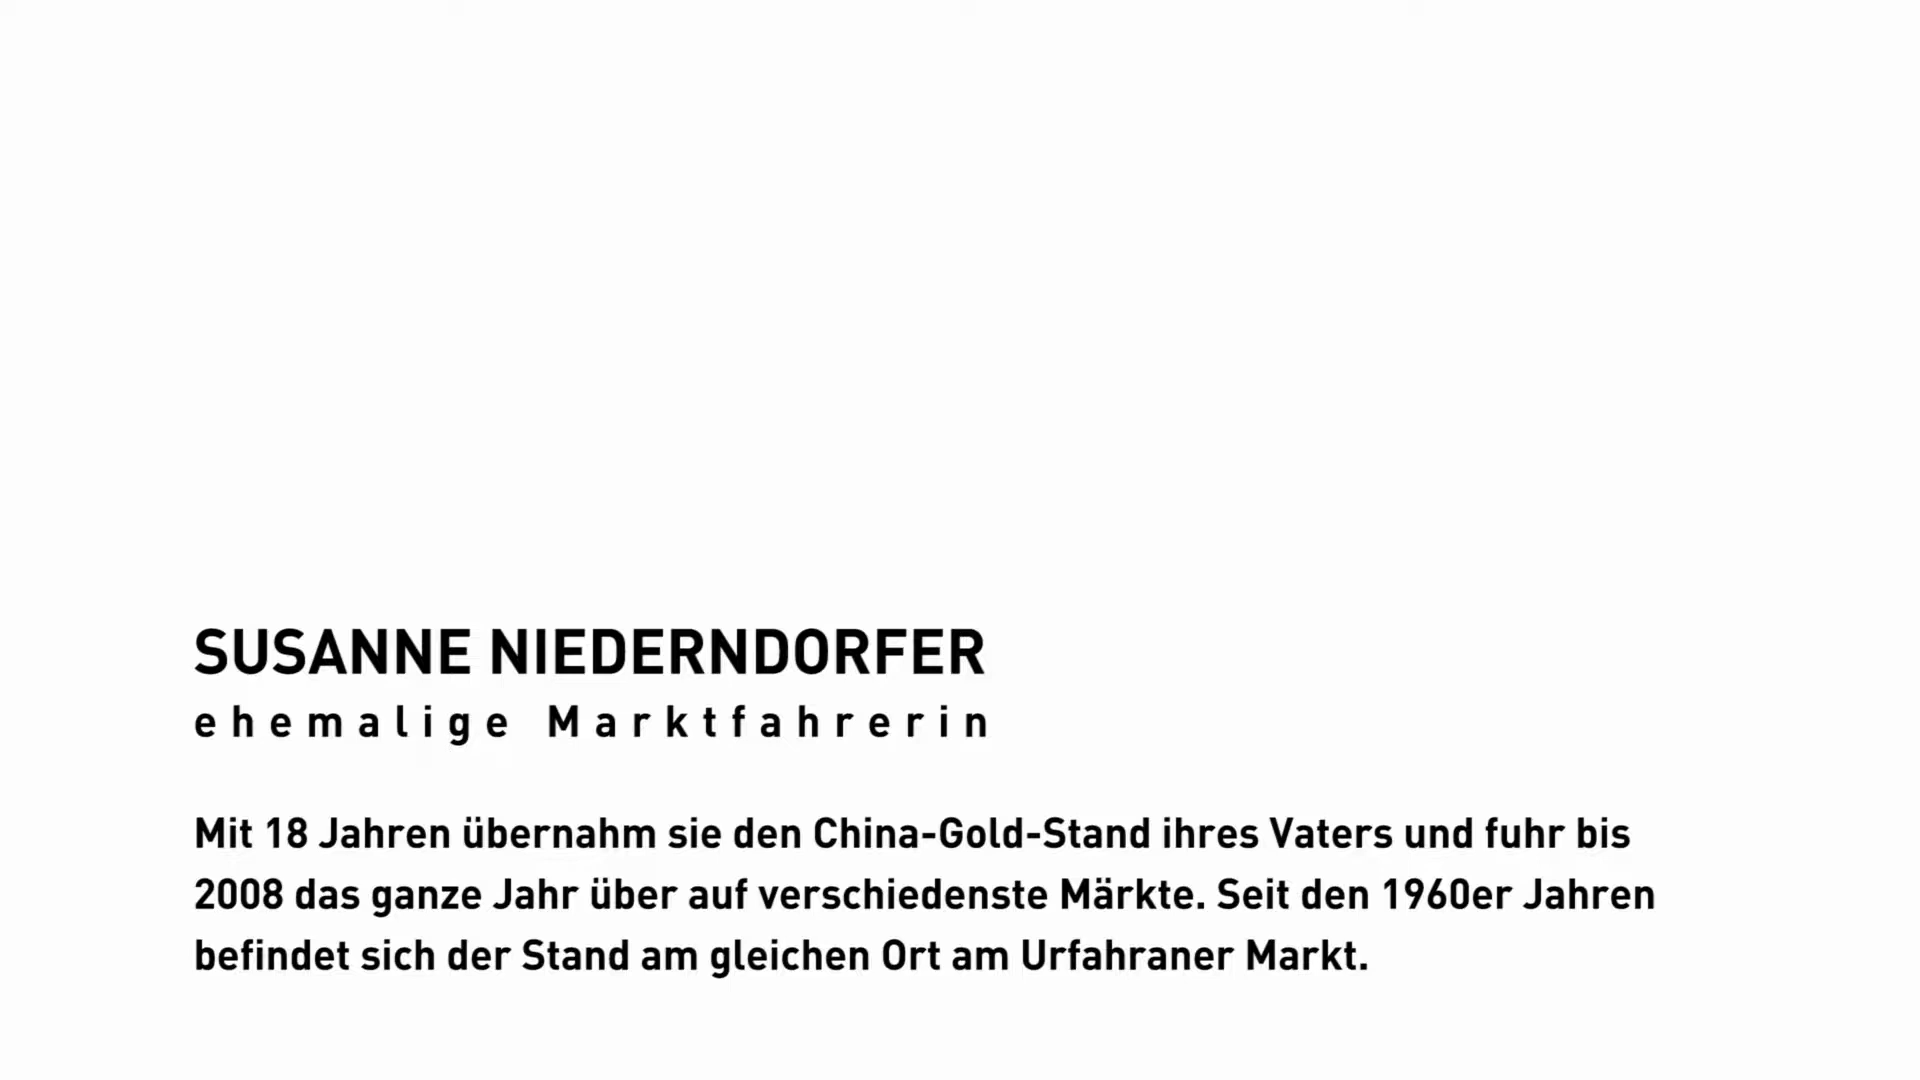 SUSANNE NIEDERNDORFER
ehemalige Marktfahrerin
Mit 18 Jahren übernahm sie den China-Gold-Stand ihres Vaters und fuhr bis
2008 das ganze Jahr über auf verschiedenste Märkte. Seit den 1960er Jahren
befindet sich der Stand am gleichen Ort am Urfahraner Markt.